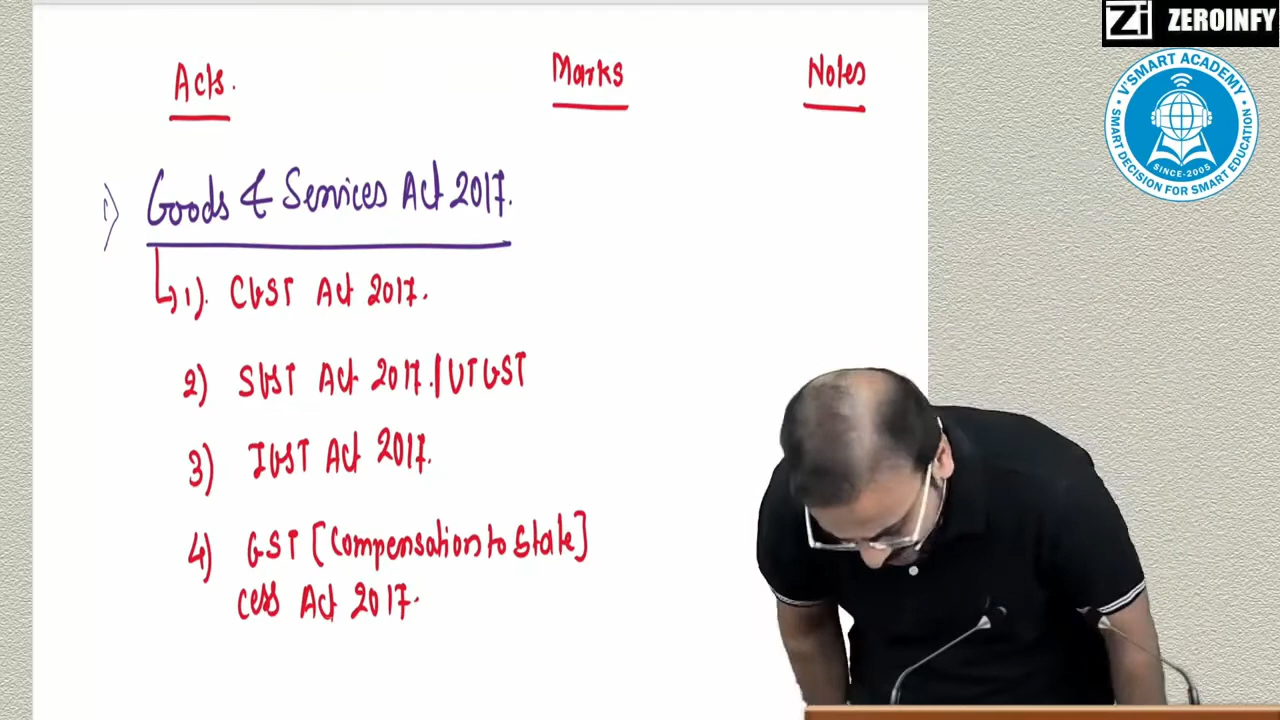 Zi ZEROINFY
V'SMART ACADEMY
SMART DECISION FOR SMART EDUCATION
SINCE-2005
Acts. Marks Notes
1) Goods & Services Act 2017.
1). CGST Act 2017.
2) SGST Act 2017./UTGST
3) IGST Act 2017.
4) GST [Compensation to State]
Cess Act 2017.